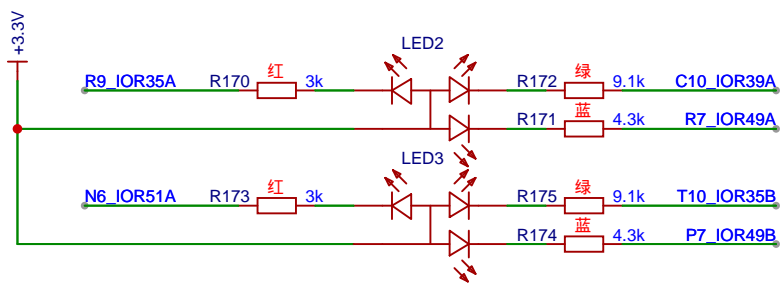 +3.3V
LED2
R9_IOR35A R170 红 3k R172 绿 9.1k C10_IOR39A
R171 蓝 4.3k R7_IOR49A
LED3
N6_IOR51A R173 红 3k R175 绿 9.1k T10_IOR35B
R174 蓝 4.3k P7_IOR49B